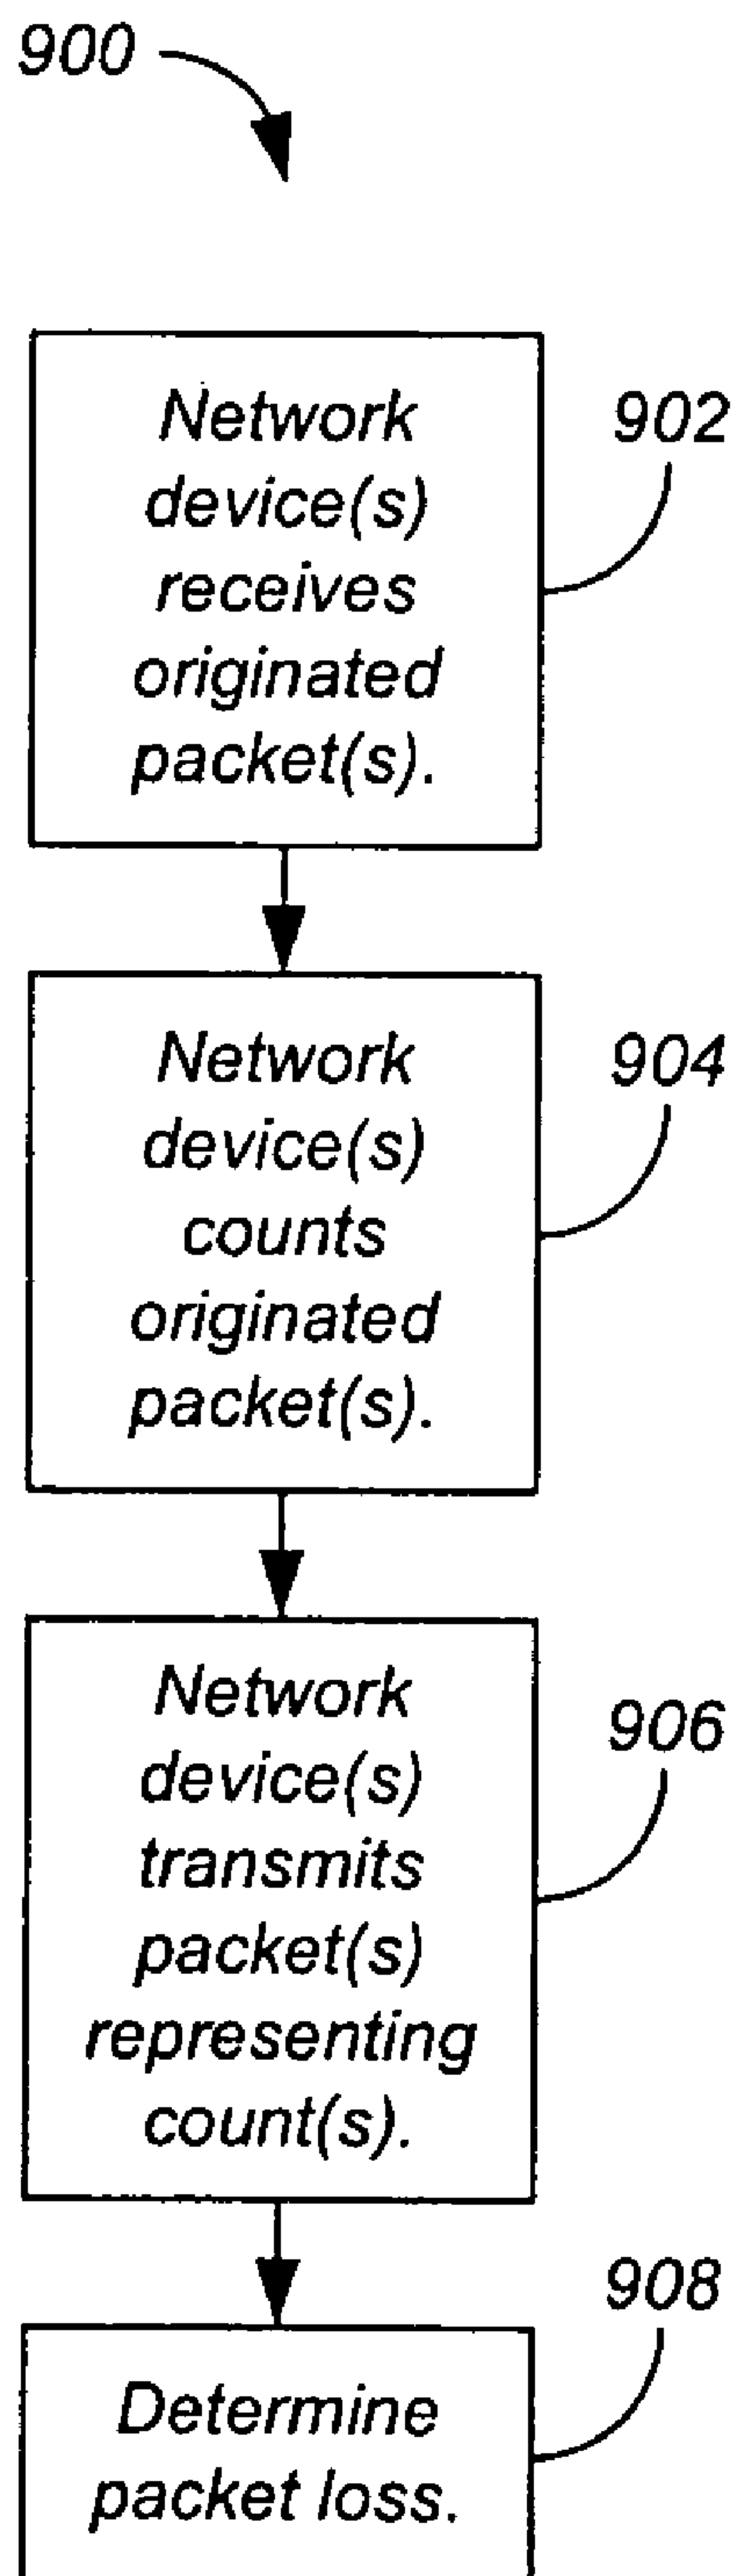 900
Network
device(s)
receives
originated
packet(s).
902
Network
device(s)
counts
originated
packet(s).
904
Network
device(s)
transmits
packet(s)
representing
count(s).
906
Determine
packet loss.
908